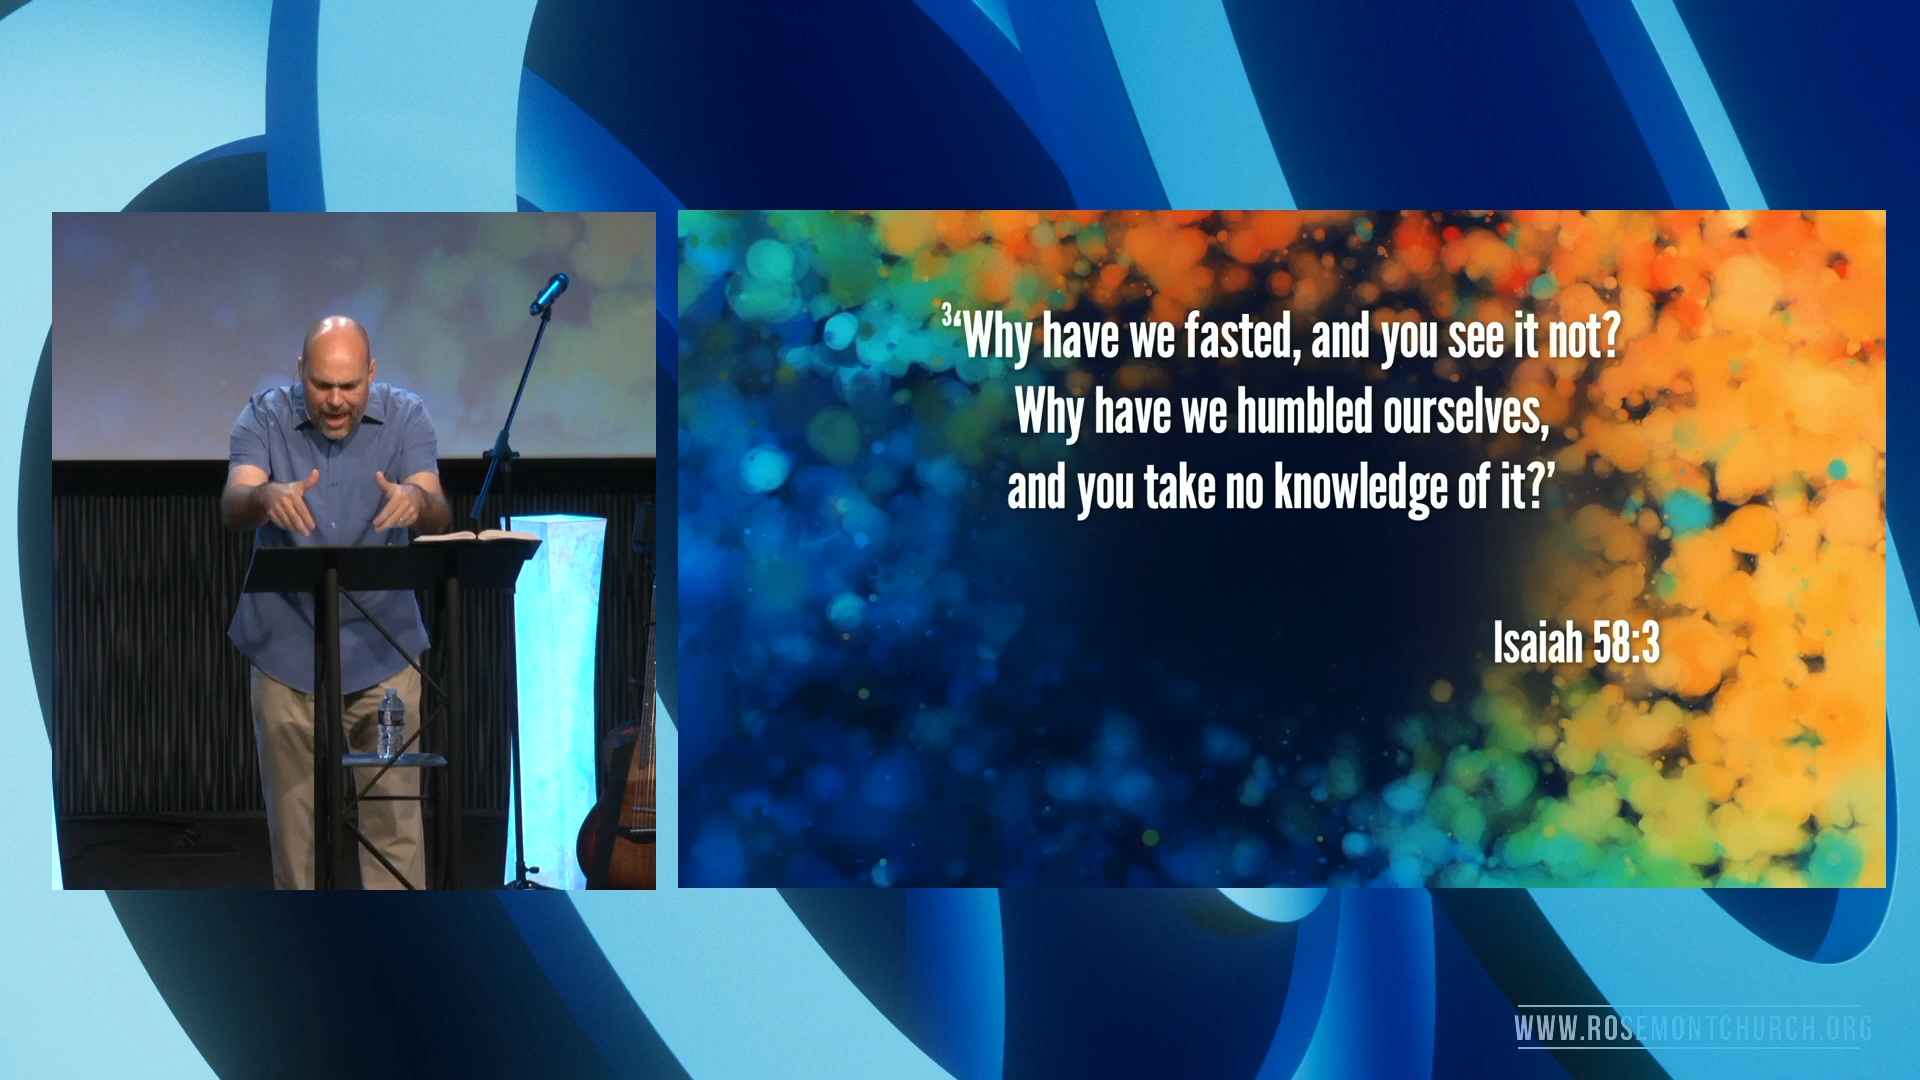 ³‘Why have we fasted, and you see it not?
Why have we humbled ourselves,
and you take no knowledge of it?’
Isaiah 58:3
WWW.ROSEMONTCHURCH.ORG